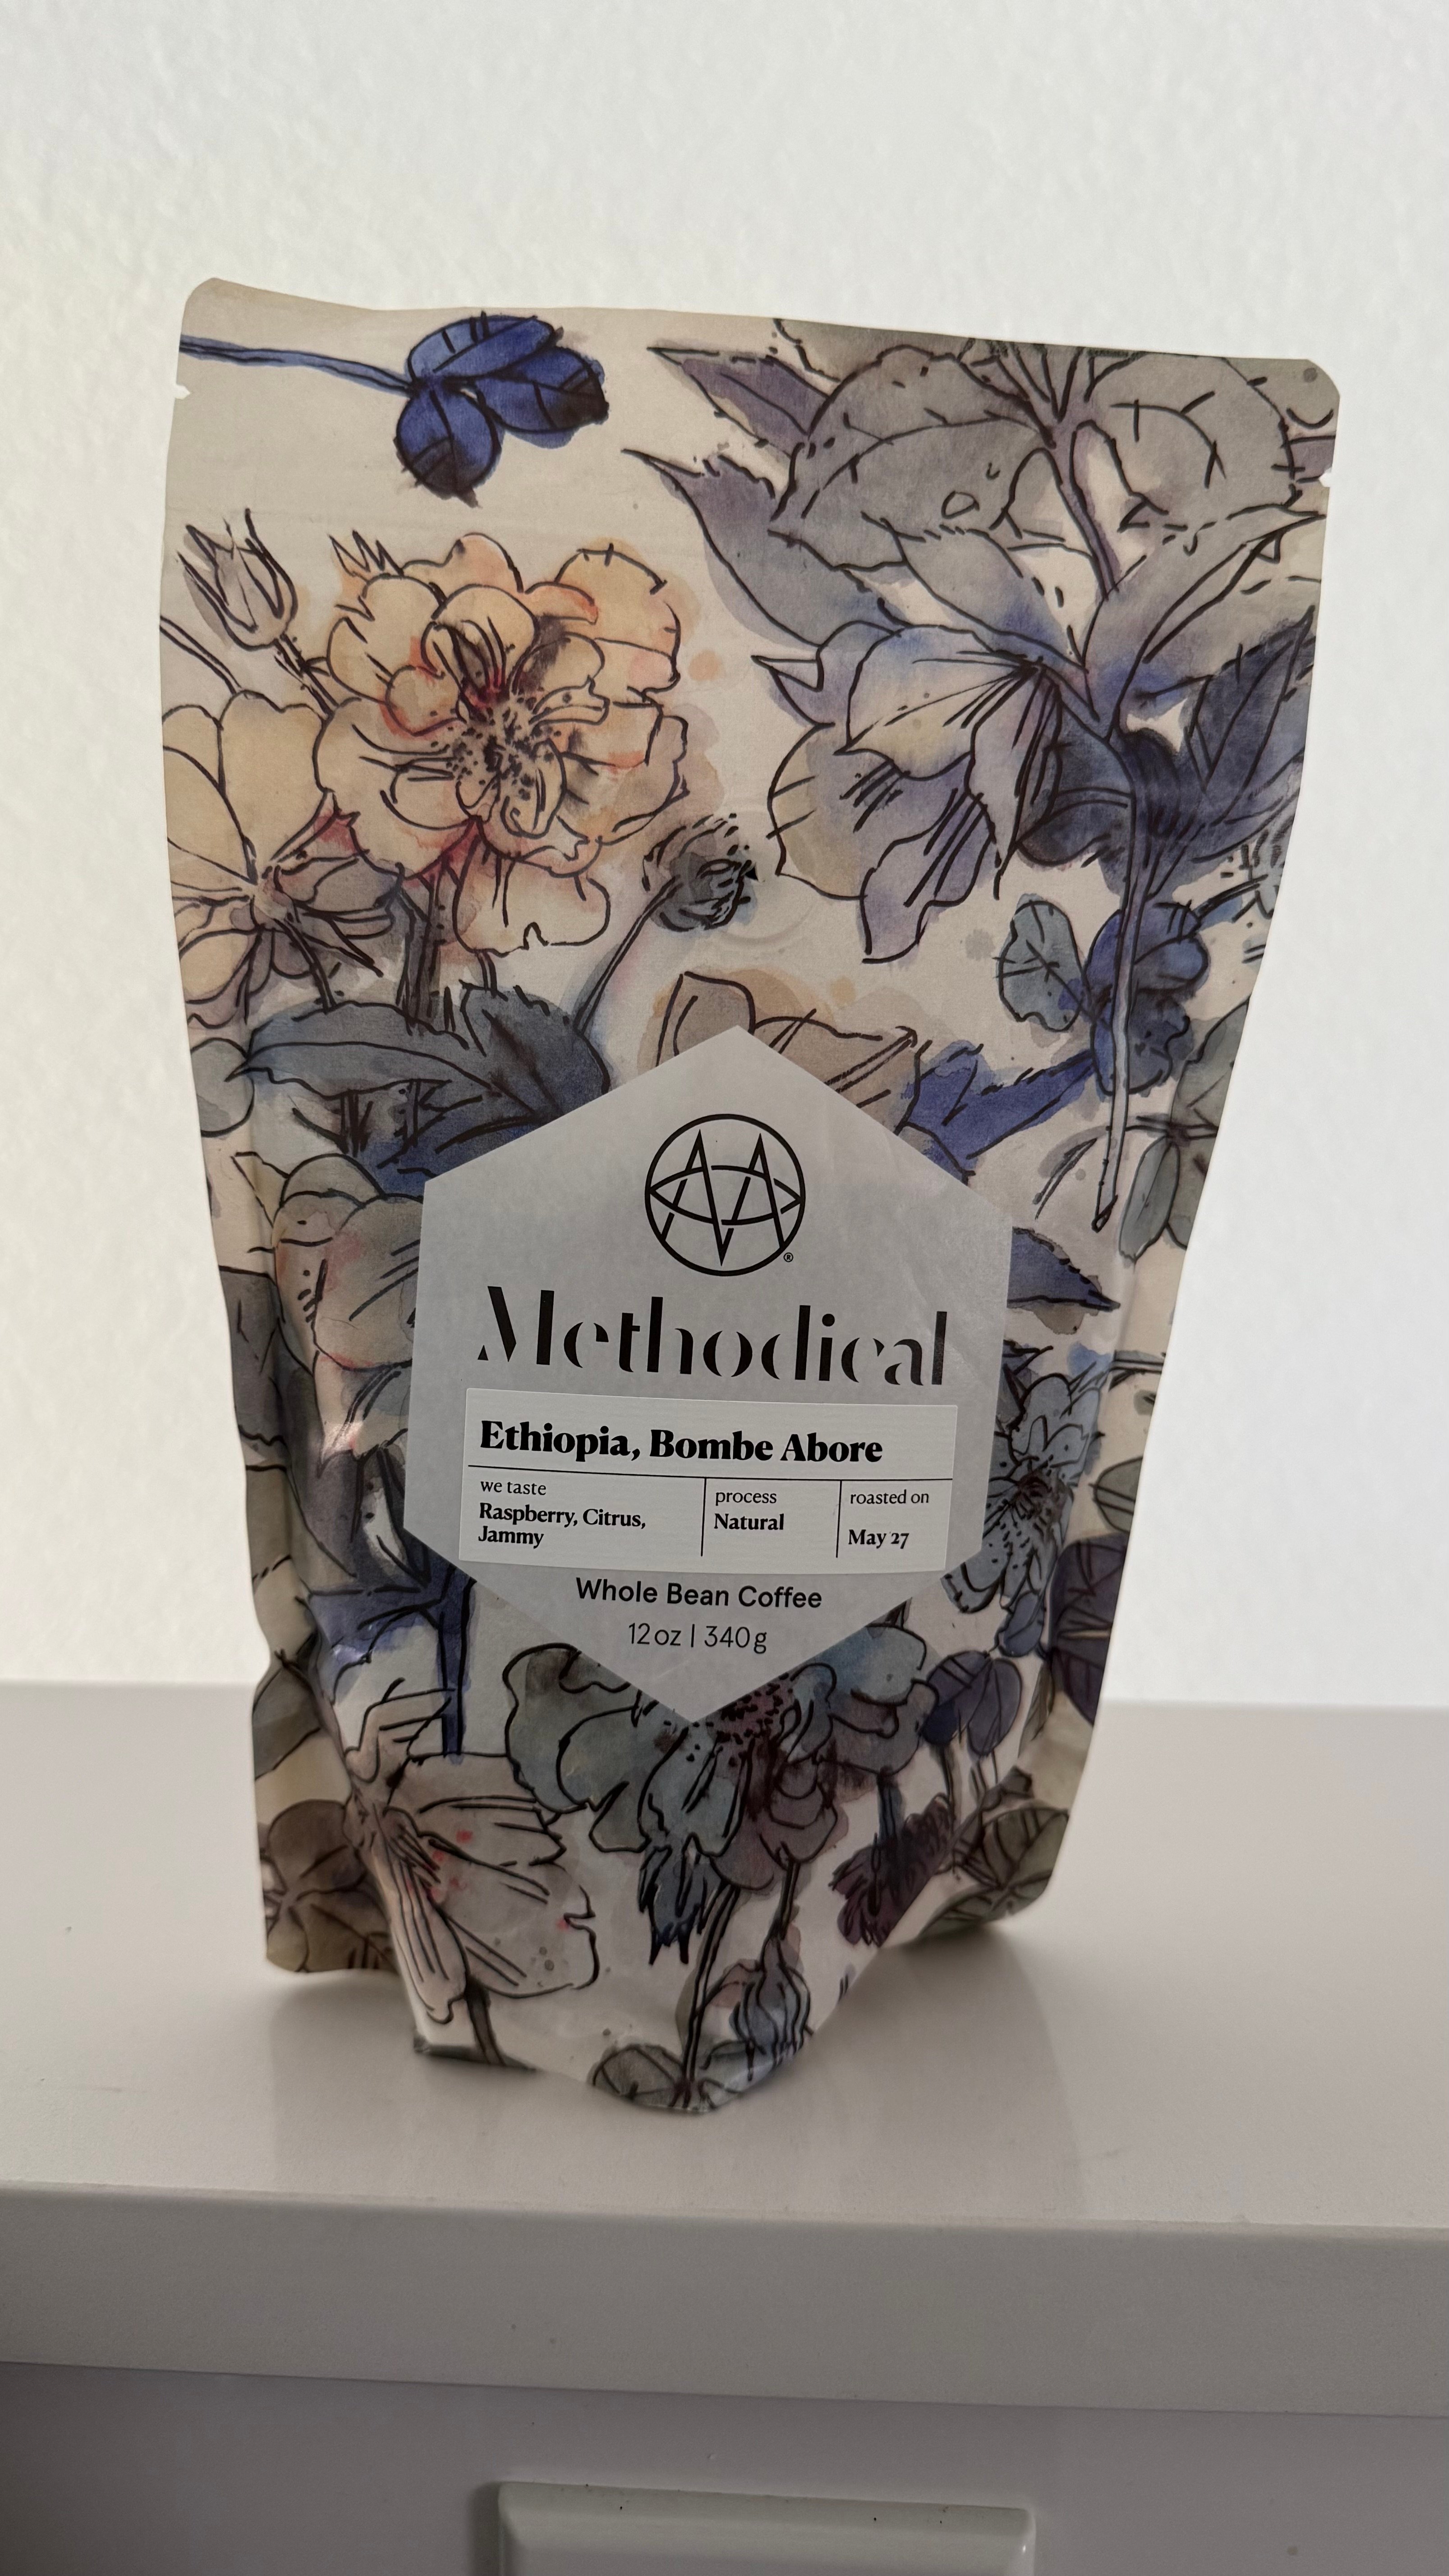 ®
Methodical
Ethiopia, Bombe Abore
we taste
Raspberry, Citrus,
Jammy
process
Natural
roasted on
May 27
Whole Bean Coffee
12 oz | 340 g